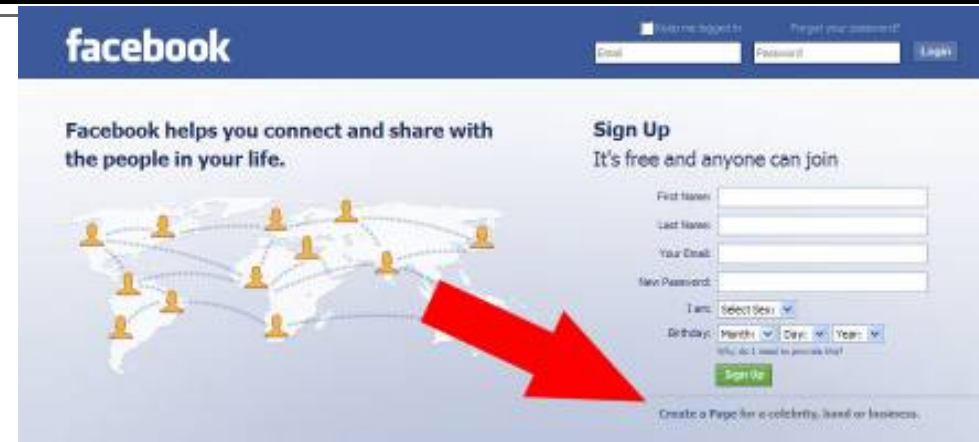 facebook
Keep me logged in
Forgot your password?
Email
Password
Login
Facebook helps you connect and share with
the people in your life.
Sign Up
It's free and anyone can join
First Name:
Last Name:
Your Email:
New Password:
I am: Select Sex:
Birthday: Month: Day: Year:
Why do I need to provide this?
Sign Up
Create a Page for a celebrity, band or business.